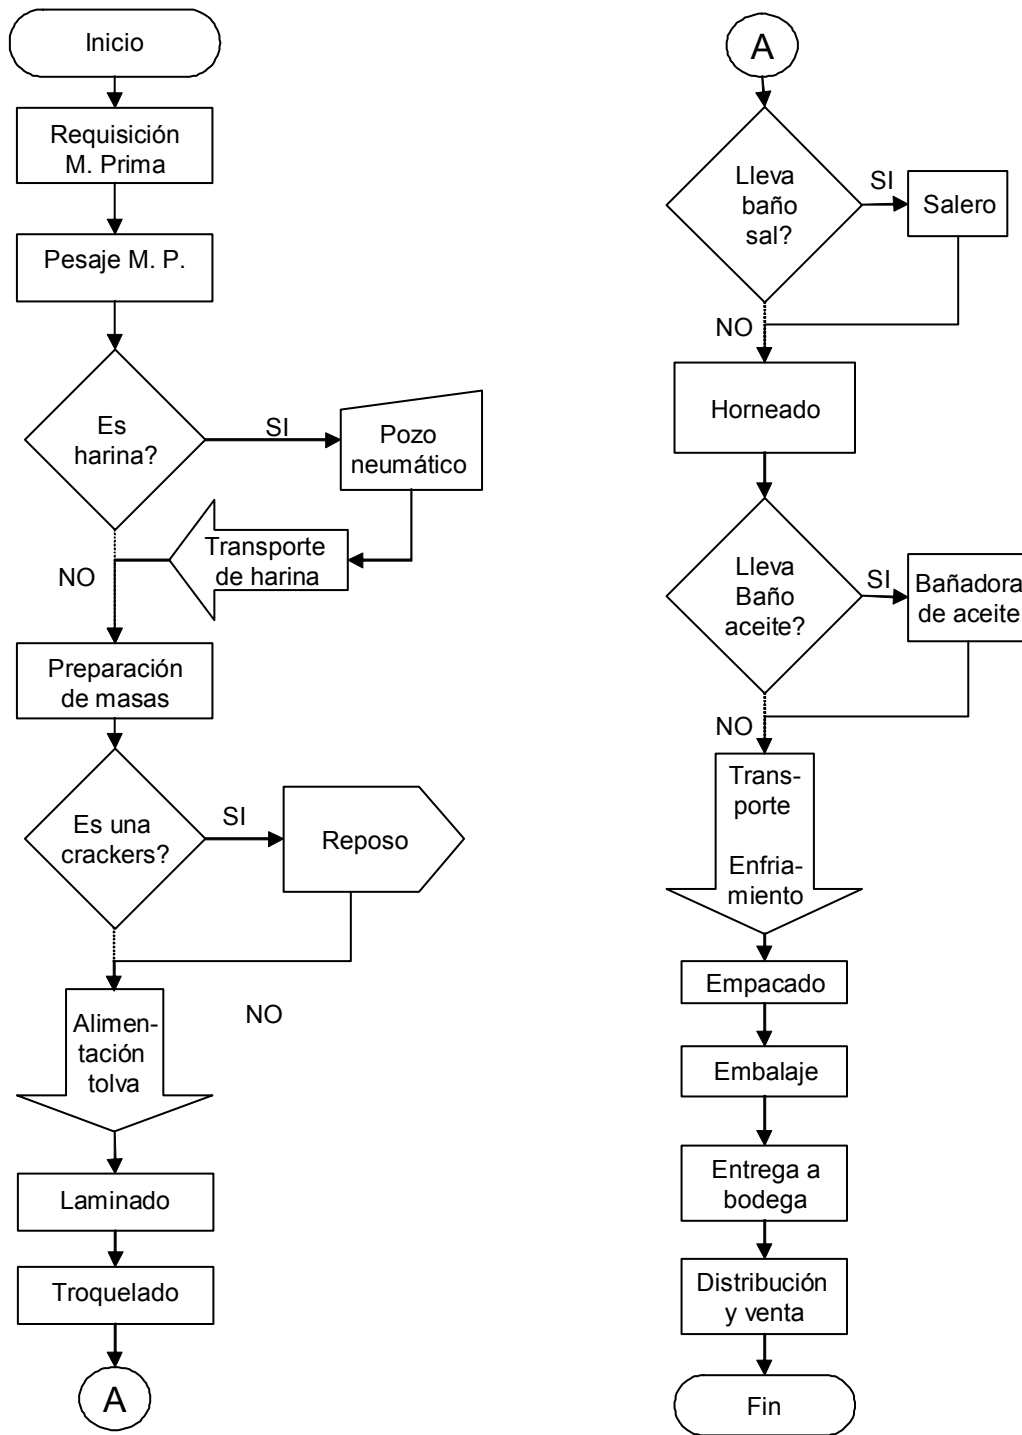 Inicio
Requisición
M. Prima
Pesaje M. P.
Es
harina?
SI
Pozo
neumático
Transporte
de harina
NO
Preparación
de masas
Es una
crackers?
SI
Reposo
NO
Alimen-
tación
tolva
Laminado
Troquelado
A
A
Lleva
baño
sal?
SI
Salero
NO
Horneado
Lleva
Baño
aceite?
SI
Bañadora
de aceite
NO
Trans-
porte
Enfria-
miento
Empacado
Embalaje
Entrega a
bodega
Distribución
y venta
Fin